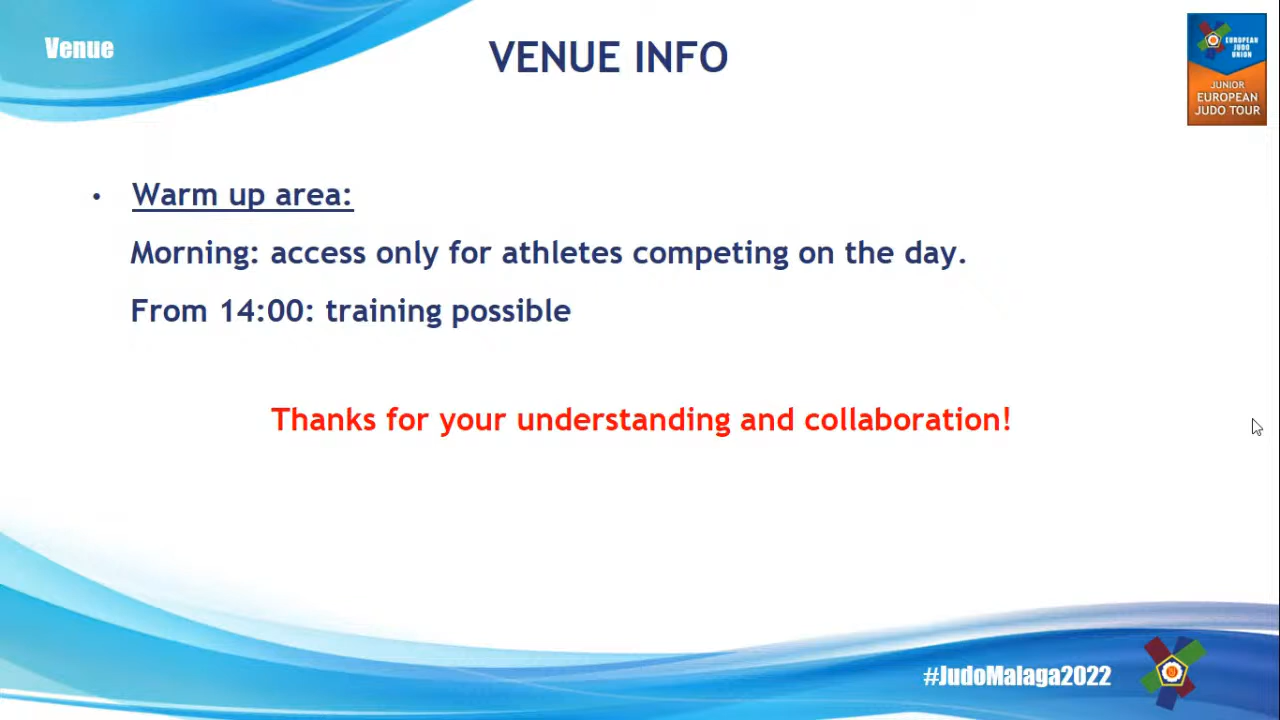 Venue
VENUE INFO
EUROPEAN
JUDO
UNION
JUNIOR
EUROPEAN
JUDO TOUR
• Warm up area:
Morning: access only for athletes competing on the day.
From 14:00: training possible
Thanks for your understanding and collaboration!
#JudoMalaga2022